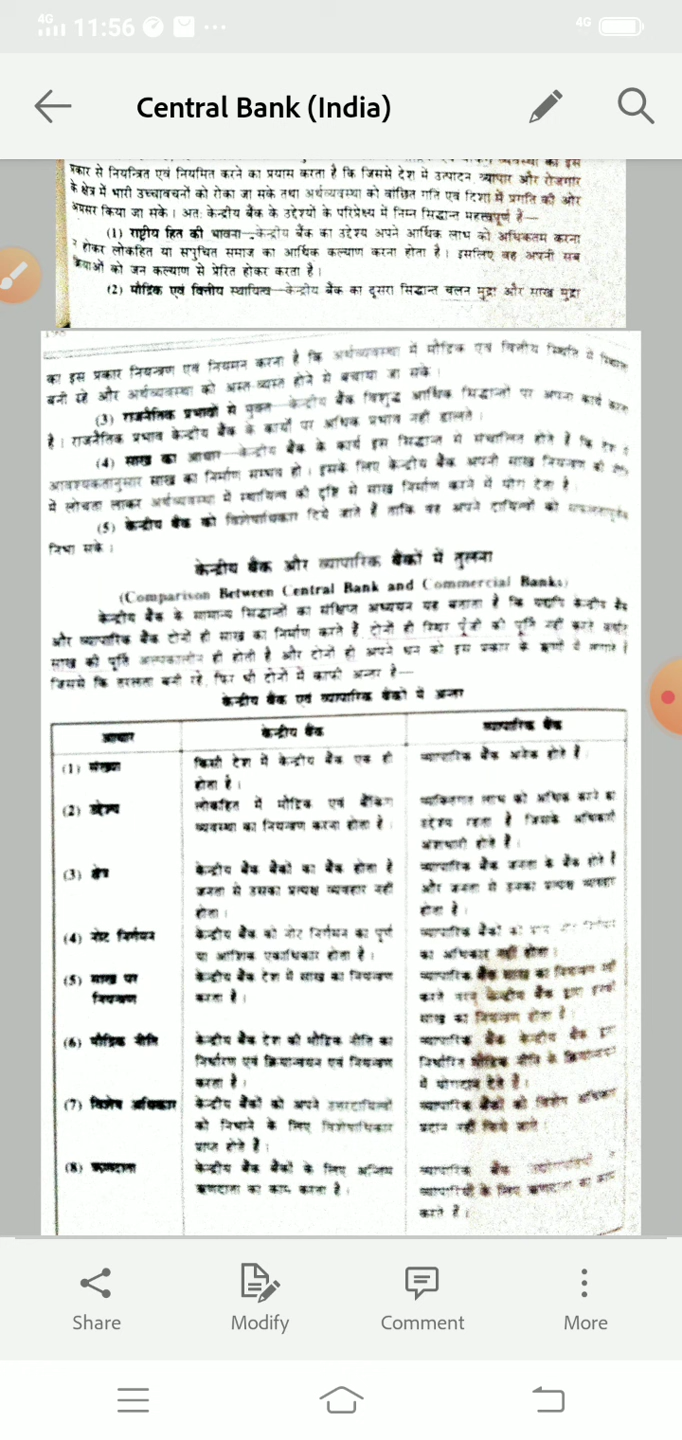 4G 11:56 ... 4G
Central Bank (India)
प्रकार से नियन्त्रित एवं नियमित करने का प्रयास करता है कि जिससे देश में उत्पादन व्यापार और रोजगार
के क्षेत्र में भारी उच्चावचनों को रोका जा सके तथा अर्थव्यवस्था को वांछित गति एवं दिशा में प्रगति की ओर
अग्रसर किया जा सके। अतः केन्द्रीय बैंक के उद्देश्यों के परिप्रेक्ष्य में निम्न सिद्धान्त महत्वपूर्ण हैं—
(1) राष्ट्रीय हित की भावना—केन्द्रीय बैंक का उद्देश्य अपने आर्थिक लाभ को अधिकतम करना
न होकर लोकहित या समाज का आर्थिक कल्याण करना होता है। इसलिए वह अपनी सब
क्रियाओं को जन कल्याण से प्रेरित होकर करता है।
(2) मौद्रिक एवं वित्तीय स्थायित्व—केन्द्रीय बैंक का दूसरा सिद्धान्त चलन मुद्रा और साख मुद्रा
का इस प्रकार नियन्त्रण एवं नियमन करना है कि अर्थव्यवस्था में मौद्रिक एवं वित्तीय स्थिति में
बनी रहे और अर्थव्यवस्था को अस्त-व्यस्त होने से बचाया जा सके।
(3) राजनैतिक प्रभावों से मुक्त—केन्द्रीय बैंक विशुद्ध आर्थिक सिद्धान्तों पर अपना कार्य करता
है। राजनैतिक प्रभाव केन्द्रीय बैंक के कार्यों पर अधिक प्रभाव नहीं डालते।
(4) साख का आधार—केन्द्रीय बैंक के कार्य इस सिद्धान्त से संचालित होते हैं कि देश
आवश्यकतानुसार साख का निर्माण सम्भव हो। इसके लिए केन्द्रीय बैंक अपनी साख नियन्त्रण की
में लोचता लाकर अर्थव्यवस्था में स्थायित्व की दृष्टि से साख निर्माण करने में योग देता है।
(5) केन्द्रीय बैंक को विशेषाधिकार दिये जाते हैं ताकि वह अपने दायित्वों को सफलतापूर्वक
निभा सके।
केन्द्रीय बैंक और व्यापारिक बैंकों में तुलना
(Comparison Between Central Bank and Commercial Banks)
केन्द्रीय बैंक के सामान्य सिद्धान्तों का संक्षिप्त अध्ययन यह बताता है कि यद्यपि केन्द्रीय बैंक
और व्यापारिक बैंक दोनों ही साख का निर्माण करते हैं, दोनों ही स्थिर पूँजी की पूर्ति नहीं करते
साख की पूर्ति अल्पकालीन ही होती है और दोनों ही अपने धन को इस प्रकार के ऋणों में लगाते हैं
जिससे कि तरलता बनी रहे, फिर भी दोनों में काफी अन्तर है—
केन्द्रीय बैंक एवं व्यापारिक बैंकों में अन्तर
आधार केन्द्रीय बैंक व्यापारिक बैंक
(1) संख्या किसी देश में केन्द्रीय बैंक एक ही व्यापारिक बैंक अनेक होते हैं।
होता है।
(2) उद्देश्य लोकहित में मौद्रिक एवं बैंकिंग व्यक्तिगत लाभ को अधिक करने का
व्यवस्था का नियन्त्रण करना होता है। उद्देश्य रहता है जिसके अधिकारी
अंशधारी होते हैं।
(3) क्षेत्र केन्द्रीय बैंक बैंकों का बैंक होता है व्यापारिक बैंक जनता के बैंक होते हैं
जनता से उसका प्रत्यक्ष व्यवहार नहीं और जनता से उनका प्रत्यक्ष व्यवहार
होता। होता है।
(4) नोट निर्गमन केन्द्रीय बैंक को नोट निर्गमन का पूर्ण व्यापारिक बैंकों को
या आंशिक एकाधिकार होता है। का अधिकार नहीं होता।
(5) साख पर केन्द्रीय बैंक देश में साख का नियन्त्रण व्यापारिक बैंक साख का नियन्त्रण नहीं
नियन्त्रण करता है। करते वरन् केन्द्रीय बैंक द्वारा इनकी
साख का नियन्त्रण होता है।
(6) मौद्रिक नीति केन्द्रीय बैंक देश की मौद्रिक नीति का व्यापारिक बैंक केन्द्रीय बैंक द्वारा
निर्धारण एवं क्रियान्वयन एवं नियन्त्रण निर्धारित मौद्रिक नीति के क्रियान्वयन
करता है। में योगदान देते हैं।
(7) विशेष अधिकार केन्द्रीय बैंकों को अपने उत्तरदायित्वों व्यापारिक बैंकों को विशेष अधिकार
को निभाने के लिए विशेषाधिकार प्रदान नहीं किये जाते।
प्राप्त होते हैं।
(8) ऋणदाता केन्द्रीय बैंक बैंकों के लिए अन्तिम व्यापारिक बैंक
ऋणदाता का काम करता है। व्यापारियों के लिए ऋणदाता का काम
करते हैं।
Share Modify Comment More